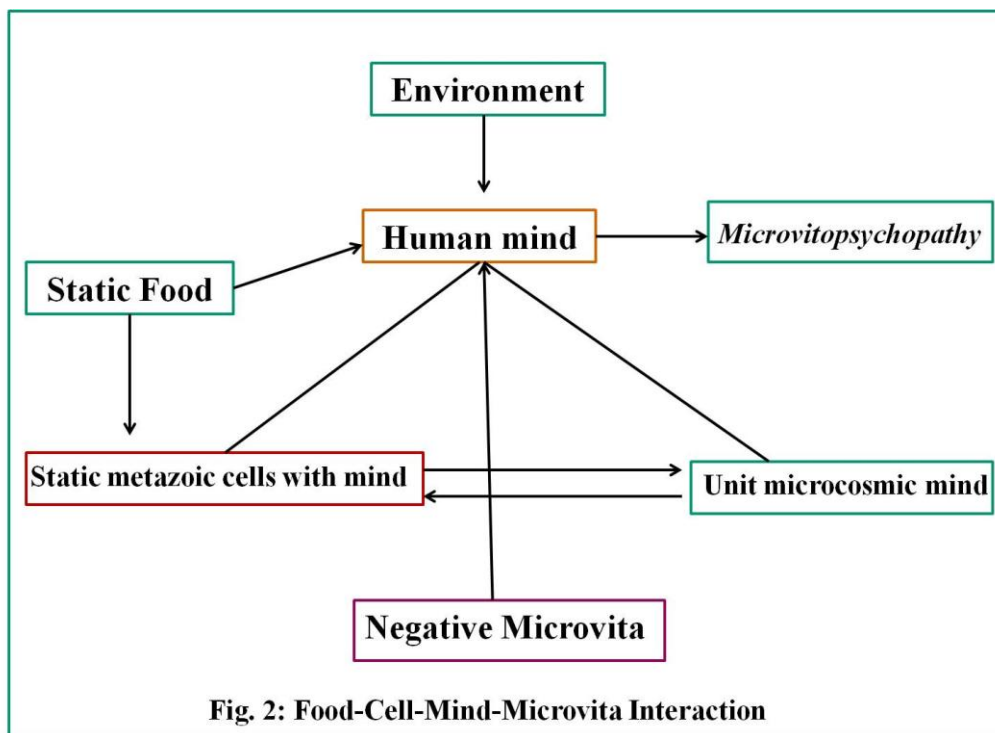 Environment
Human mind
Microvitopsychopathy
Static Food
Static metazoic cells with mind
Unit microcosmic mind
Negative Microvita
Fig. 2: Food-Cell-Mind-Microvita Interaction